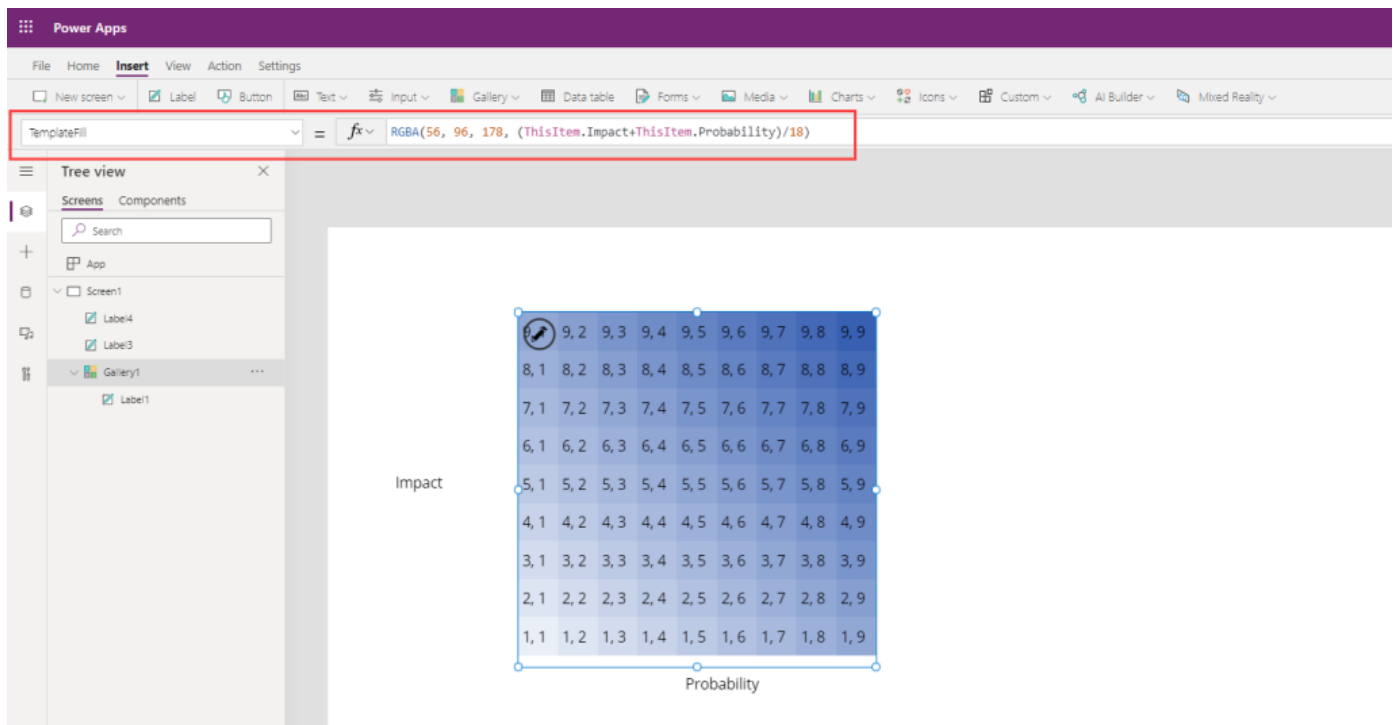 Power Apps
File Home Insert View Action Settings
New screen Label Button Text Input Gallery Data table Forms Media Charts Icons Custom AI Builder Mixed Reality
TemplateFill = fx RGBA(56, 96, 178, (ThisItem.Impact+ThisItem.Probability)/18)
Tree view
Screens Components
Search
App
Screen1
Label4
Label3
Gallery1
Label1
9, 2 9, 3 9, 4 9, 5 9, 6 9, 7 9, 8 9, 9
8, 1 8, 2 8, 3 8, 4 8, 5 8, 6 8, 7 8, 8 8, 9
7, 1 7, 2 7, 3 7, 4 7, 5 7, 6 7, 7 7, 8 7, 9
6, 1 6, 2 6, 3 6, 4 6, 5 6, 6 6, 7 6, 8 6, 9
Impact
5, 1 5, 2 5, 3 5, 4 5, 5 5, 6 5, 7 5, 8 5, 9
4, 1 4, 2 4, 3 4, 4 4, 5 4, 6 4, 7 4, 8 4, 9
3, 1 3, 2 3, 3 3, 4 3, 5 3, 6 3, 7 3, 8 3, 9
2, 1 2, 2 2, 3 2, 4 2, 5 2, 6 2, 7 2, 8 2, 9
1, 1 1, 2 1, 3 1, 4 1, 5 1, 6 1, 7 1, 8 1, 9
Probability